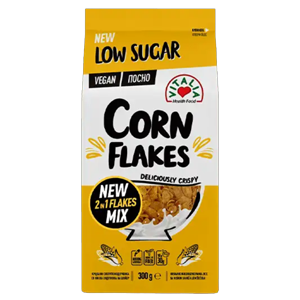 NEW
LOW SUGAR
VEGAN | ПОСНО
VITALIA
Health Food
CORN
FLAKES
DELICIOUSLY CRISPY
NEW
2 IN 1 FLAKES
MIX
300 g